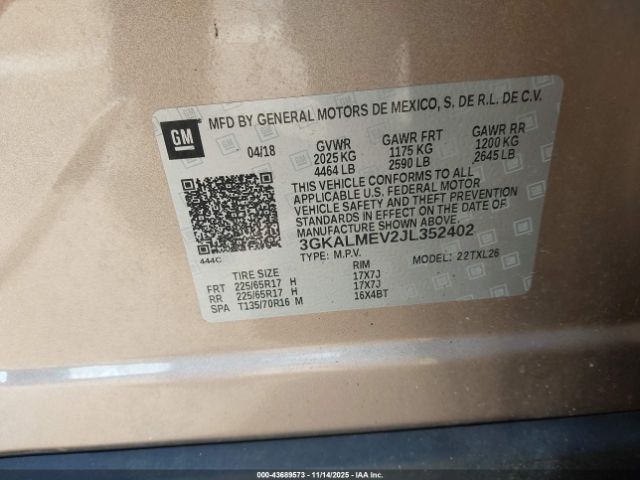 MFD BY GENERAL MOTORS DE MEXICO, S. DE R.L. DE C.V.
GM
04/18 GVWR GAWR FRT GAWR RR
2025 KG 1175 KG 1200 KG
4464 LB 2590 LB 2645 LB
THIS VEHICLE CONFORMS TO ALL
APPLICABLE U.S. FEDERAL MOTOR
VEHICLE SAFETY AND THEFT PREVENTION
STANDARDS IN EFFECT ON THE DATE OF
MANUFACTURE SHOWN ABOVE.
3GKALMEV2JL352402
444C
TYPE: M.P.V. MODEL: 22TXL26
TIRE SIZE RIM
FRT 225/65R17 H 17X7J
RR 225/65R17 H 17X7J
SPA T135/70R16 M 16X4BT
000-43689573 - 11/14/2025 - IAA Inc.